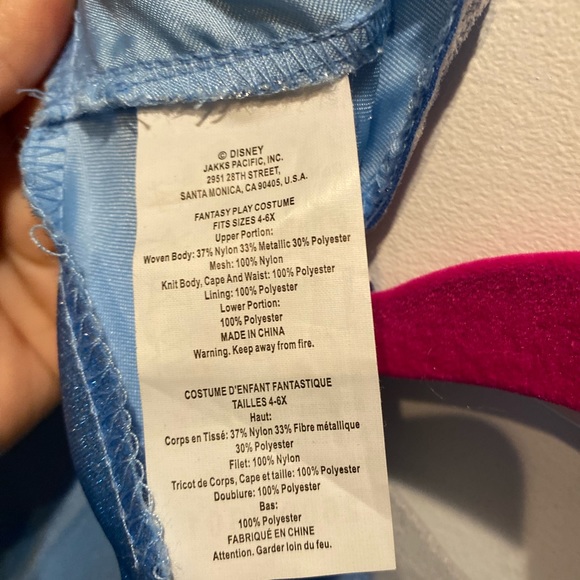 © DISNEY
JAKKS PACIFIC, INC.
2951 28TH STREET,
SANTA MONICA, CA 90405, U.S.A.
FANTASY PLAY COSTUME
FITS SIZES 4-6X
Upper Portion:
Woven Body: 37% Nylon 33% Metallic 30% Polyester
Mesh: 100% Nylon
Knit Body, Cape And Waist: 100% Polyester
Lining: 100% Polyester
Lower Portion:
100% Polyester
MADE IN CHINA
Warning. Keep away from fire.
COSTUME D'ENFANT FANTASTIQUE
TAILLES 4-6X
Haut:
Corps en Tissé: 37% Nylon 33% Fibre métallique
30% Polyester
Filet: 100% Nylon
Tricot de Corps, Cape et taille: 100% Polyester
Doublure: 100% Polyester
Bas:
100% Polyester
FABRIQUÉ EN CHINE
Attention. Garder loin du feu.